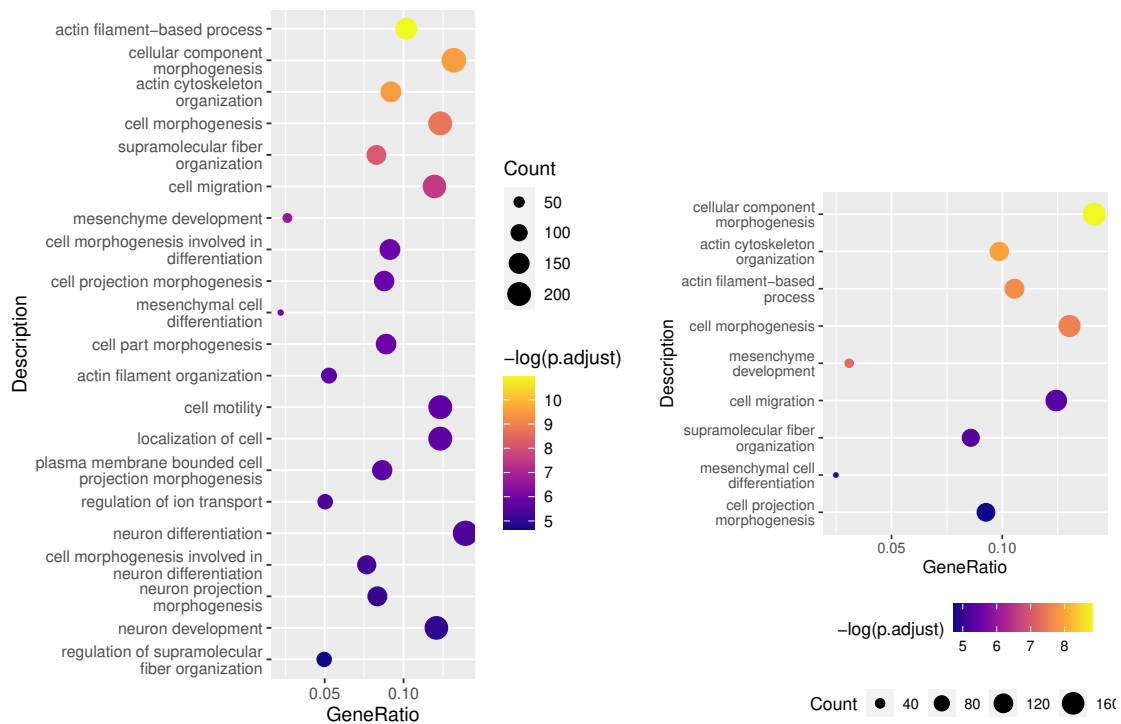 actin filament−based process
cellular component
morphogenesis
actin cytoskeleton
organization
cell morphogenesis
supramolecular fiber
organization
cell migration
mesenchyme development
cell morphogenesis involved in
differentiation
cell projection morphogenesis
mesenchymal cell
differentiation
cell part morphogenesis
actin filament organization
cell motility
localization of cell
plasma membrane bounded cell
projection morphogenesis
regulation of ion transport
neuron differentiation
cell morphogenesis involved in
neuron differentiation
neuron projection
morphogenesis
neuron development
regulation of supramolecular
fiber organization
Description
0.05 0.10
GeneRatio
Count
50
100
150
200
−log(p.adjust)
10
9
8
7
6
5
cellular component
morphogenesis
actin cytoskeleton
organization
actin filament−based
process
cell morphogenesis
mesenchyme
development
cell migration
supramolecular fiber
organization
mesenchymal cell
differentiation
cell projection
morphogenesis
Description
0.05 0.10
GeneRatio
−log(p.adjust)
5 6 7 8
Count 40 80 120 160